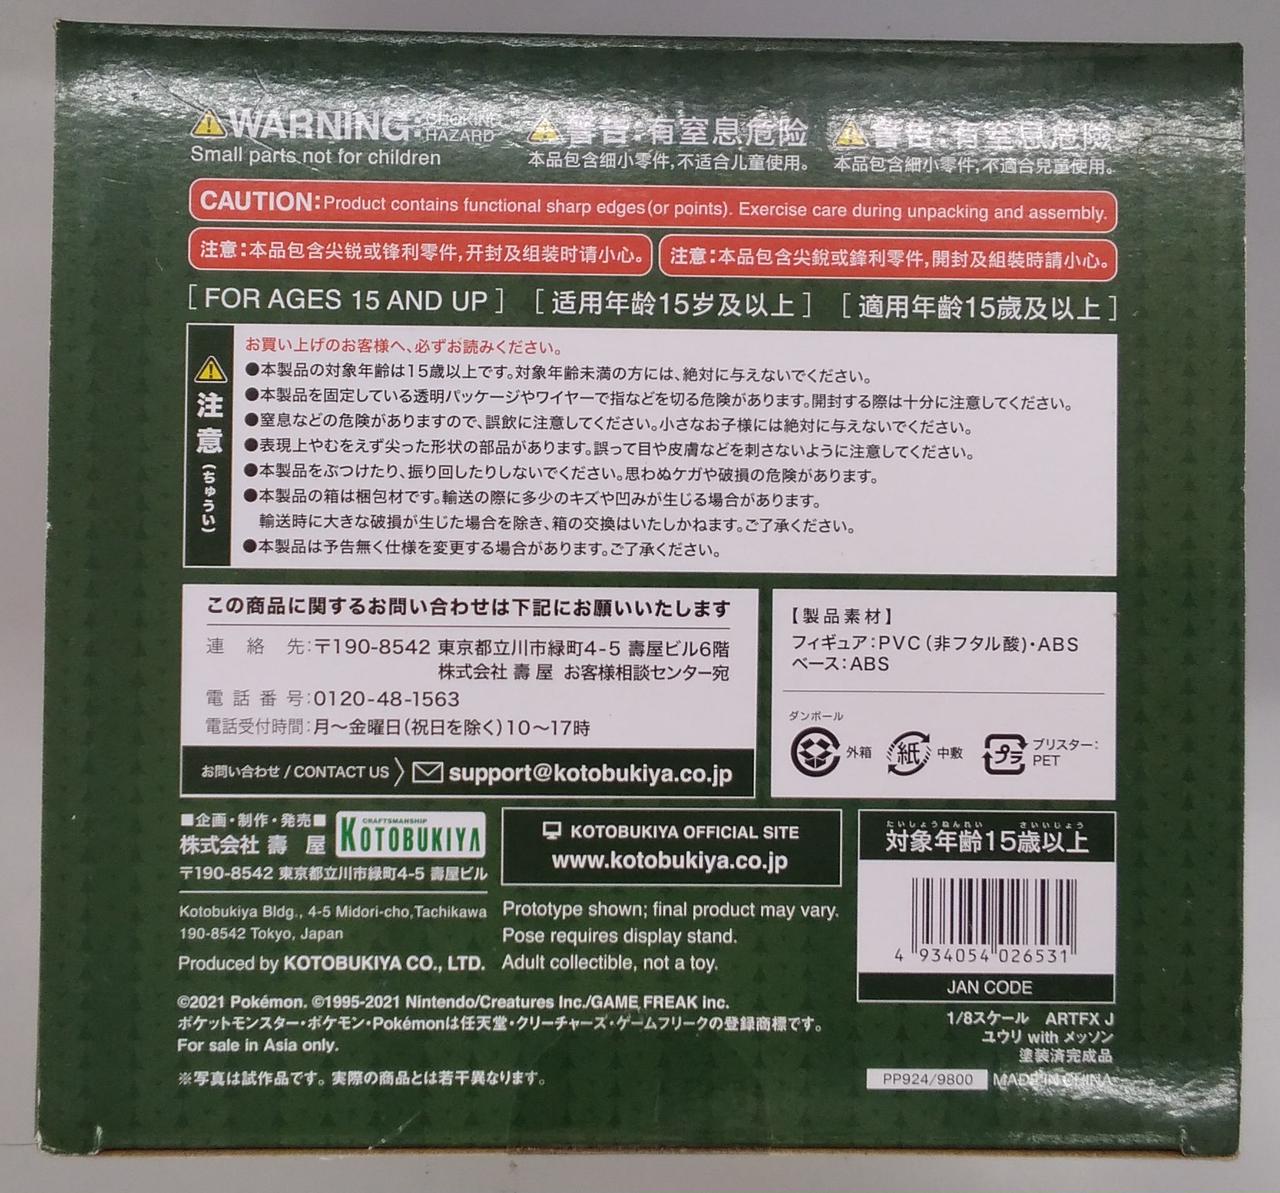 WARNING: CHOKING HAZARD
Small parts not for children
警告:有窒息危险
本品包含细小零件,不适合儿童使用。
警告:有窒息危險
本品包含細小零件,不適合兒童使用。
CAUTION:Product contains functional sharp edges(or points). Exercise care during unpacking and assembly.
注意:本品包含尖锐或锋利零件,开封及组装时请小心。
注意:本品包含尖銳或鋒利零件,開封及組裝時請小心。
[FOR AGES 15 AND UP] [适用年龄15岁及以上] [適用年齡15歲及以上]
注意(ちゅうい)
お買い上げのお客様へ、必ずお読みください。
●本製品の対象年齢は15歳以上です。対象年齢未満の方には、絶対に与えないでください。
●本製品を固定している透明パッケージやワイヤーで指などを切る危険があります。開封する際は十分に注意してください。
●窒息などの危険がありますので、誤飲に注意してください。小さなお子様には絶対に与えないでください。
●表現上やむをえず尖った形状の部品があります。誤って目や皮膚などを刺さないように注意してください。
●本製品をぶつけたり、振り回したりしないでください。思わぬケガや破損の危険があります。
●本製品の箱は梱包材です。輸送の際に多少のキズや凹みが生じる場合があります。
輸送時に大きな破損が生じた場合を除き、箱の交換はいたしかねます。ご了承ください。
●本製品は予告無く仕様を変更する場合があります。ご了承ください。
この商品に関するお問い合わせは下記にお願いいたします
連絡先:〒190-8542 東京都立川市緑町4-5 壽屋ビル6階
株式会社 壽屋 お客様相談センター宛
電話番号:0120-48-1563
電話受付時間:月〜金曜日(祝日を除く)10〜17時
お問い合わせ/CONTACT US 〉 support@kotobukiya.co.jp
【製品素材】
フィギュア:PVC(非フタル酸)・ABS
ベース:ABS
ダンボール
外箱 紙 中敷 プラ ブリスター:PET
■企画・制作・発売■
株式会社 壽 屋
CRAFTSMANSHIP
KOTOBUKIYA
〒190-8542 東京都立川市緑町4-5 壽屋ビル
Kotobukiya Bldg., 4-5 Midori-cho,Tachikawa
190-8542 Tokyo, Japan
Produced by KOTOBUKIYA CO., LTD.
KOTOBUKIYA OFFICIAL SITE
www.kotobukiya.co.jp
Prototype shown; final product may vary.
Pose requires display stand.
Adult collectible, not a toy.
たいしょうねんれい さいいじょう
対象年齢15歳以上
4 934054 026531
JAN CODE
©2021 Pokémon. ©1995-2021 Nintendo/Creatures Inc./GAME FREAK inc.
ポケットモンスター・ポケモン・Pokémonは任天堂・クリーチャーズ・ゲームフリークの登録商標です。
For sale in Asia only.
※写真は試作品です。実際の商品とは若干異なります。
1/8スケール ARTFX J
ユウリ with メッソン
塗装済完成品
PP924/9800 MADE IN CHINA